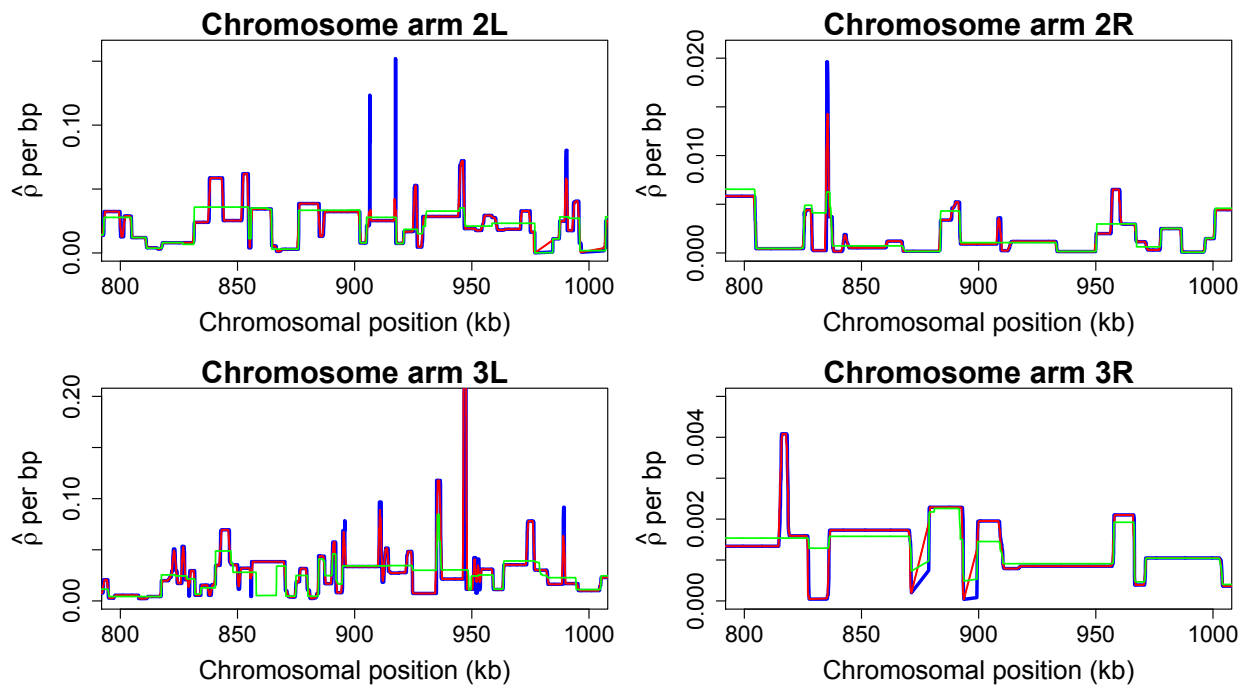 Chromosome arm 2L
ρ̂ per bp
0.00
0.10
800
850
900
950
1000
Chromosomal position (kb)
Chromosome arm 2R
ρ̂ per bp
0.000
0.010
0.020
800
850
900
950
1000
Chromosomal position (kb)
Chromosome arm 3L
ρ̂ per bp
0.00
0.10
0.20
800
850
900
950
1000
Chromosomal position (kb)
Chromosome arm 3R
ρ̂ per bp
0.000
0.002
0.004
800
850
900
950
1000
Chromosomal position (kb)